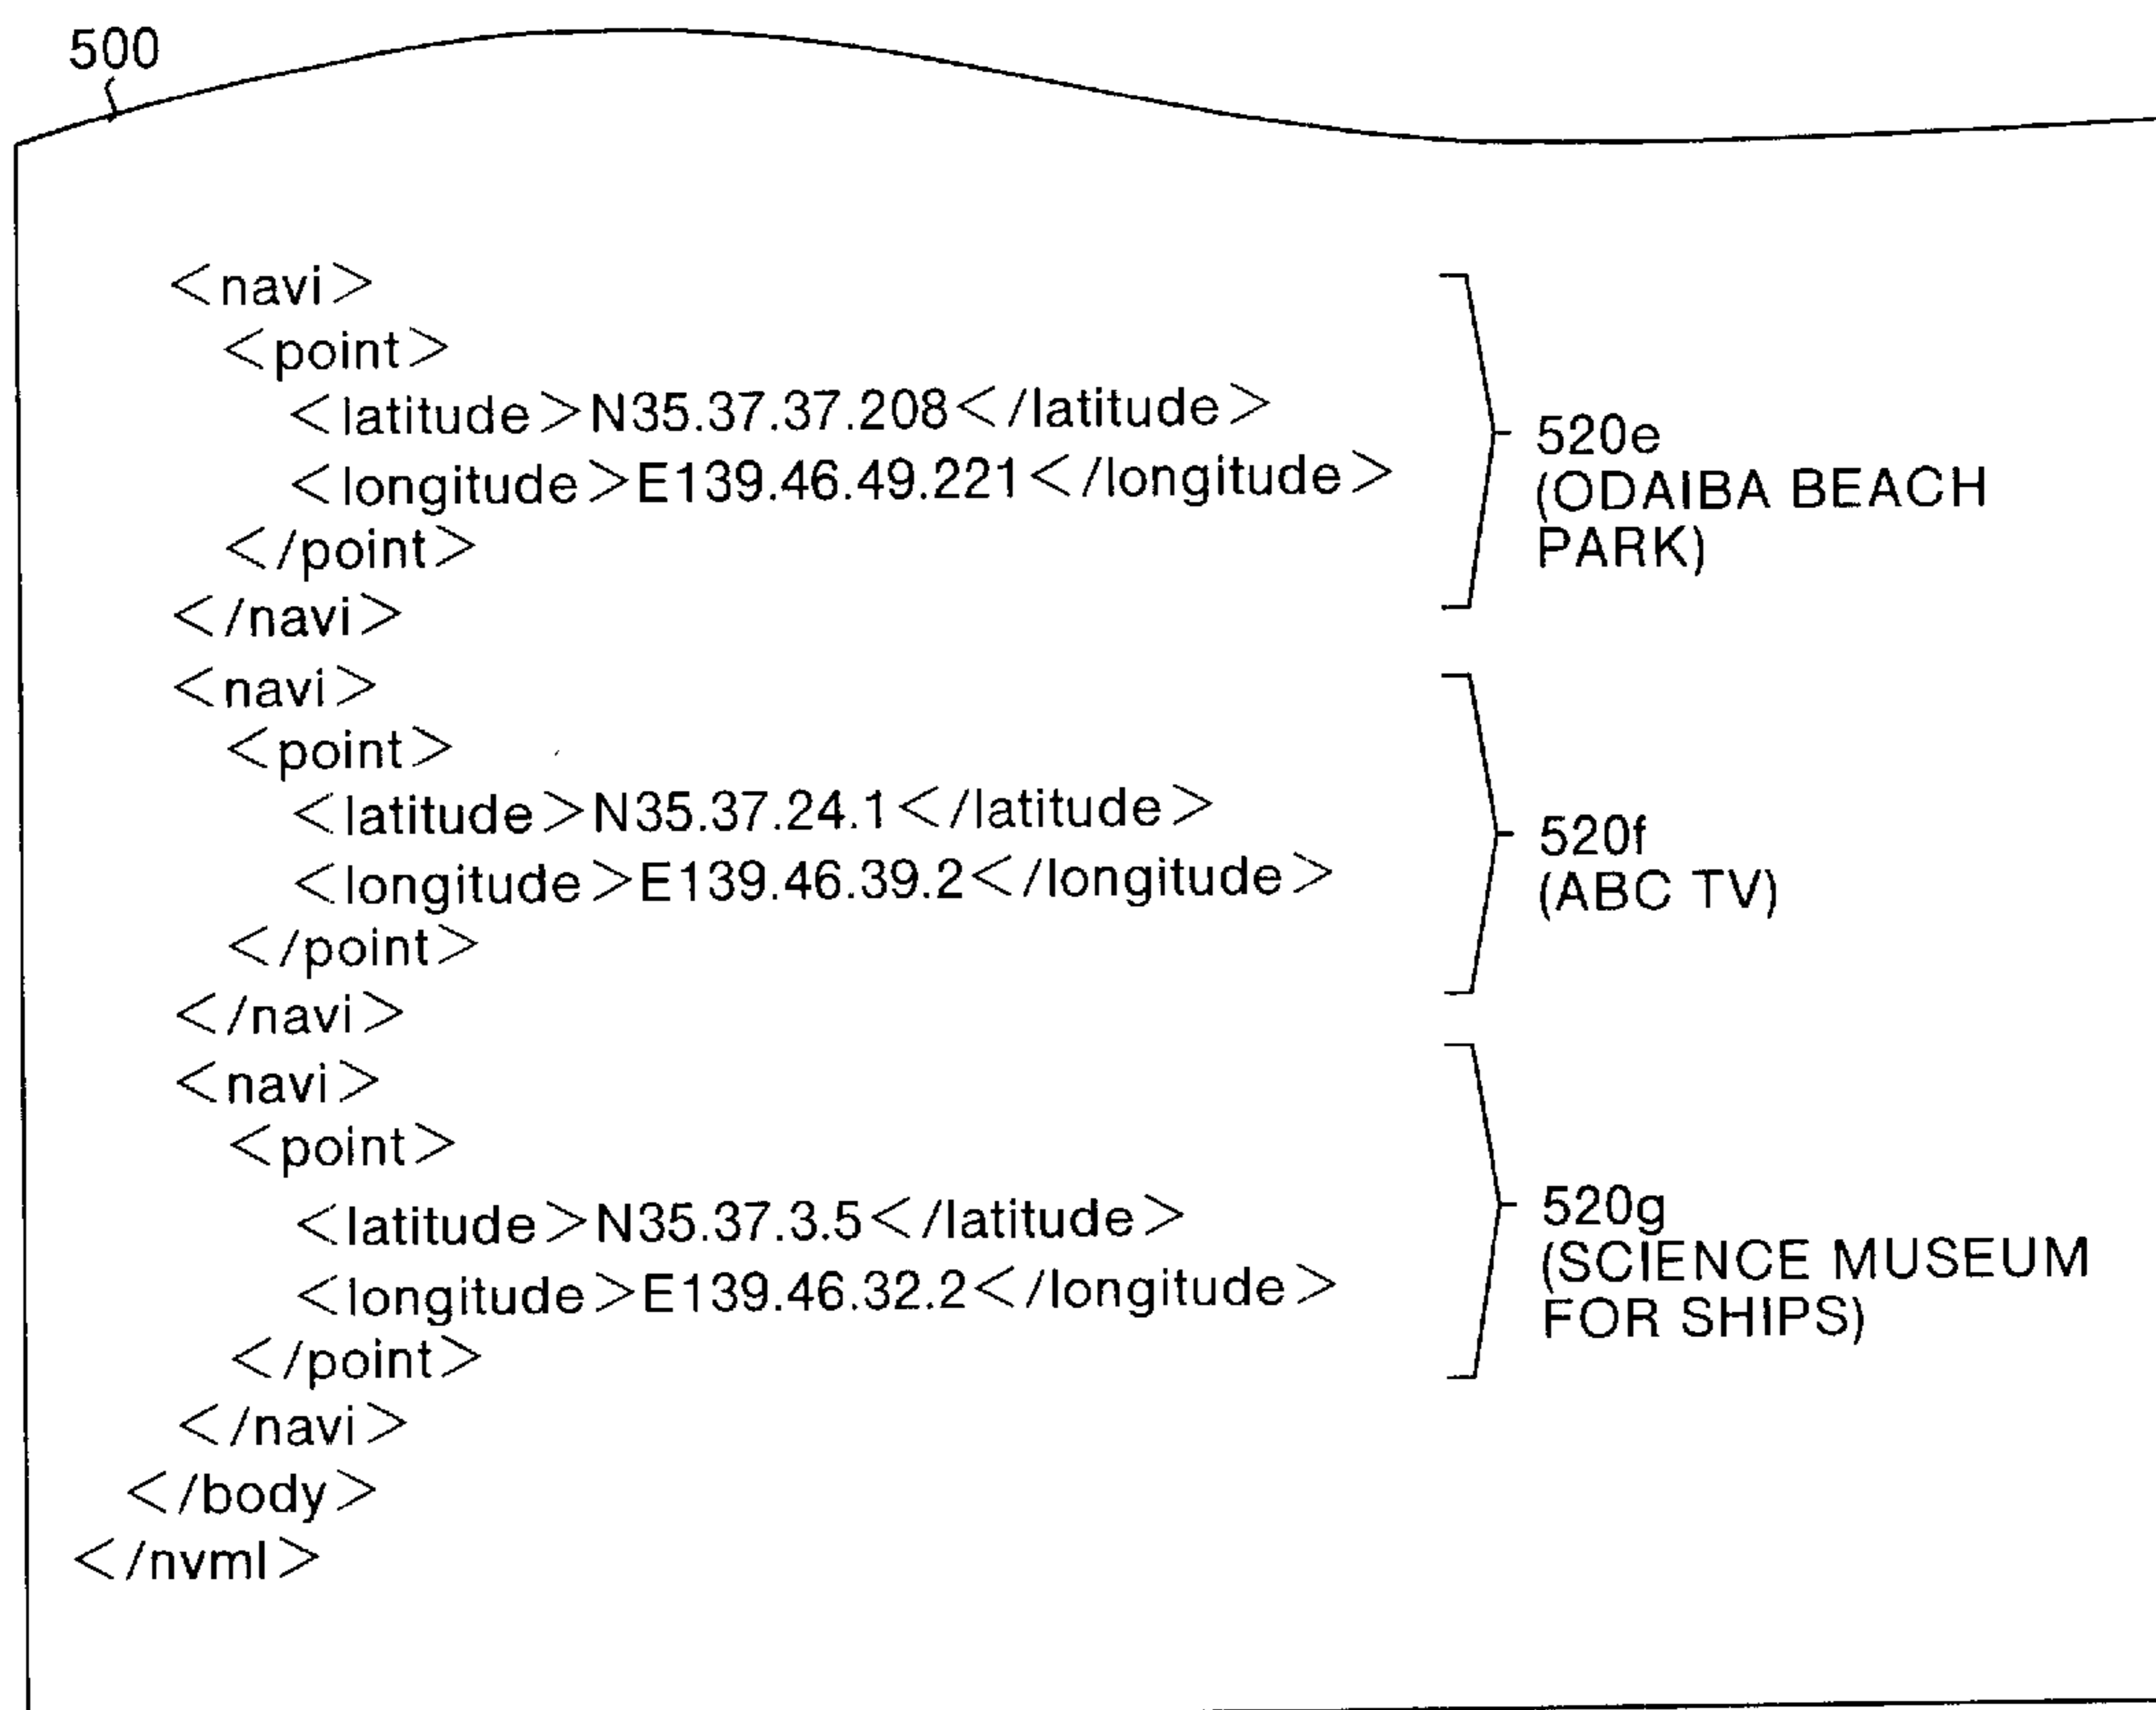 500
<navi>
<point>
<latitude>N35.37.37.208</latitude>
<longitude>E139.46.49.221</longitude>
</point>
</navi>
520e
(ODAIBA BEACH
PARK)
<navi>
<point>
<latitude>N35.37.24.1</latitude>
<longitude>E139.46.39.2</longitude>
</point>
</navi>
520f
(ABC TV)
<navi>
<point>
<latitude>N35.37.3.5</latitude>
<longitude>E139.46.32.2</longitude>
</point>
</navi>
520g
(SCIENCE MUSEUM
FOR SHIPS)
</body>
</nvml>